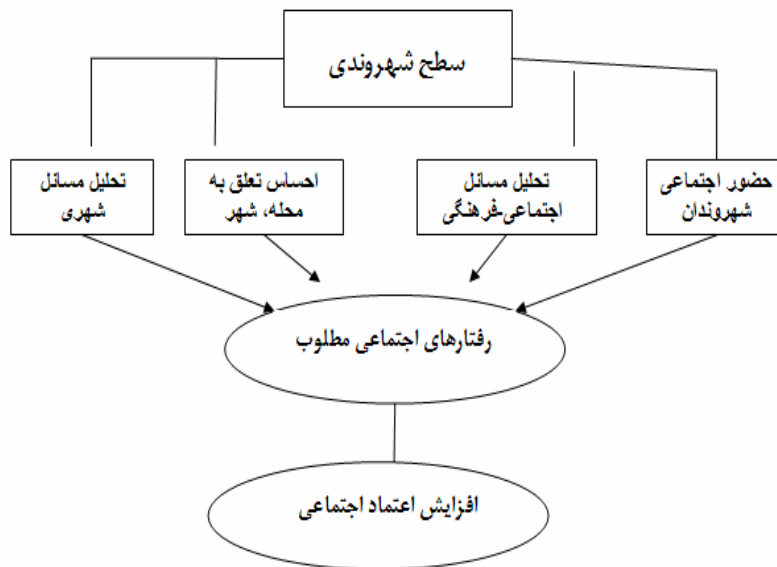 سطح شهروندی
حضور اجتماعی
شهروندان
تحلیل مسائل
اجتماعی-فرهنگی
احساس تعلق به
محله، شهر
تحلیل مسائل
شهری
رفتارهای اجتماعی مطلوب
افزایش اعتماد اجتماعی